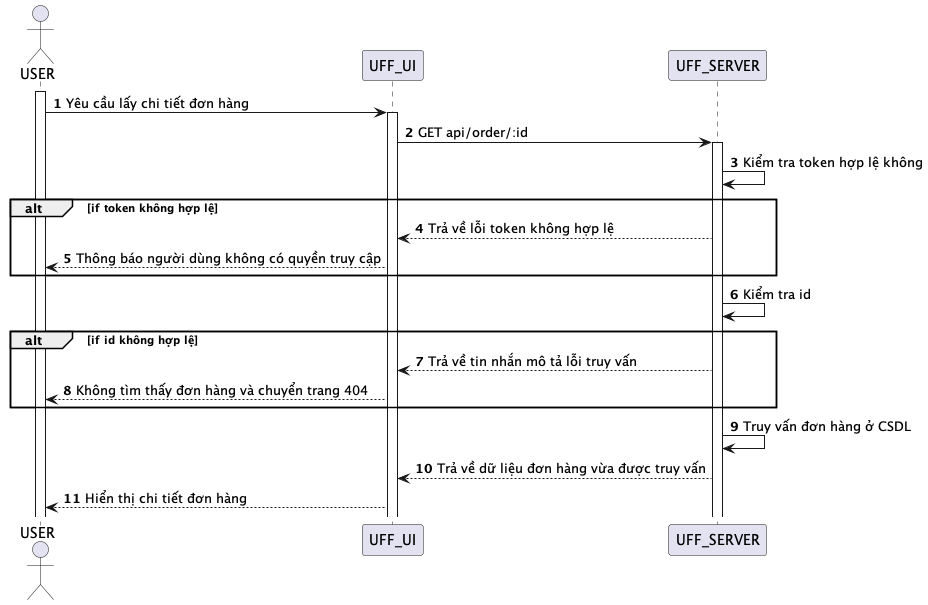 USER
UFF_UI
UFF_SERVER
1 Yêu cầu lấy chi tiết đơn hàng
2 GET api/order/:id
3 Kiểm tra token hợp lệ không
alt [if token không hợp lệ]
4 Trả về lỗi token không hợp lệ
5 Thông báo người dùng không có quyền truy cập
6 Kiểm tra id
alt [if id không hợp lệ]
7 Trả về tin nhắn mô tả lỗi truy vấn
8 Không tìm thấy đơn hàng và chuyển trang 404
9 Truy vấn đơn hàng ở CSDL
10 Trả về dữ liệu đơn hàng vừa được truy vấn
11 Hiển thị chi tiết đơn hàng
USER
UFF_UI
UFF_SERVER